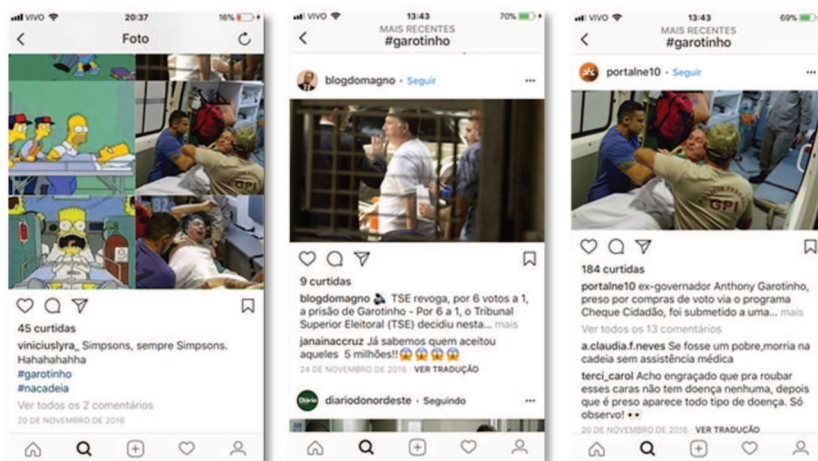 VIVO 20:37 16%
Foto
45 curtidas
viniciuslyra_ Simpsons, sempre Simpsons.
Hahahahahha
#garotinho
#nacadeia
Ver todos os 2 comentários
20 DE NOVEMBRO DE 2016
VIVO 13:43 70%
MAIS RECENTES
#garotinho
blogdomagno • Seguir
9 curtidas
blogdomagno 🔊 TSE revoga, por 6 votos a 1,
a prisão de Garotinho - Por 6 a 1, o Tribunal
Superior Eleitoral (TSE) decidiu nesta... mais
janainaccruz Já sabemos quem aceitou
aqueles 5 milhões!!😱😱😱😱
24 DE NOVEMBRO DE 2016 · VER TRADUÇÃO
Diário
diariodonordeste • Seguindo
VIVO 13:43 69%
MAIS RECENTES
#garotinho
portalne10 • Seguir
GPI
184 curtidas
portalne10 ex-governador Anthony Garotinho,
preso por compras de voto via o programa
Cheque Cidadão, foi submetido a uma... mais
Ver todos os 13 comentários
a.claudia.f.neves Se fosse um pobre,morria na
cadeia sem assistência médica
terci_carol Acho engraçado que pra roubar
esses caras não tem doença nenhuma, depois
que é preso aparece todo tipo de doença. Só
observo! 👀
20 DE NOVEMBRO DE 2016 · VER TRADUÇÃO